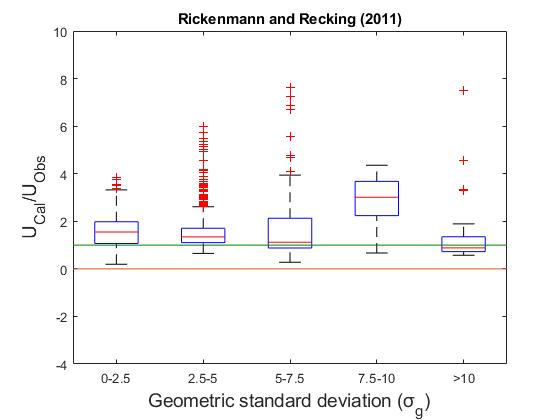 Rickenmann and Recking (2011)
10
8
6
4
2
0
-2
-4
U_Cal/U_Obs
0-2.5 2.5-5 5-7.5 7.5-10 >10
Geometric standard deviation (σ_g)